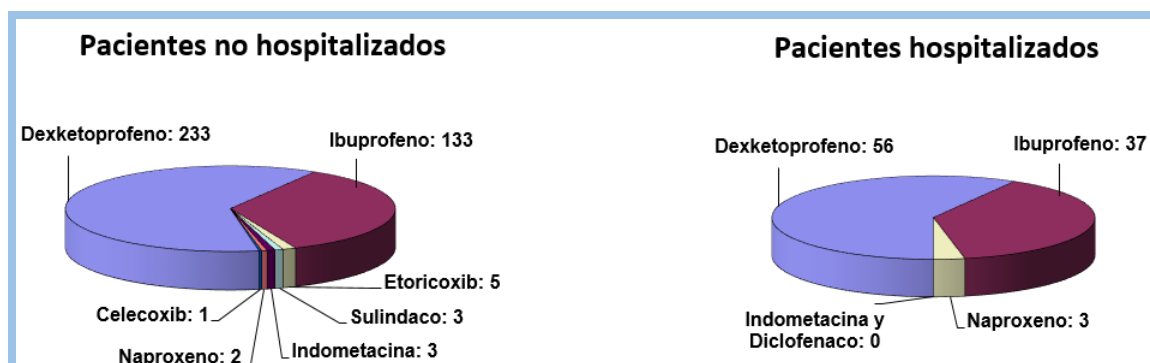 Pacientes no hospitalizados
Dexketoprofeno: 233
Ibuprofeno: 133
Etoricoxib: 5
Celecoxib: 1
Sulindaco: 3
Naproxeno: 2
Indometacina: 3
Pacientes hospitalizados
Dexketoprofeno: 56
Ibuprofeno: 37
Indometacina y
Diclofenaco: 0
Naproxeno: 3